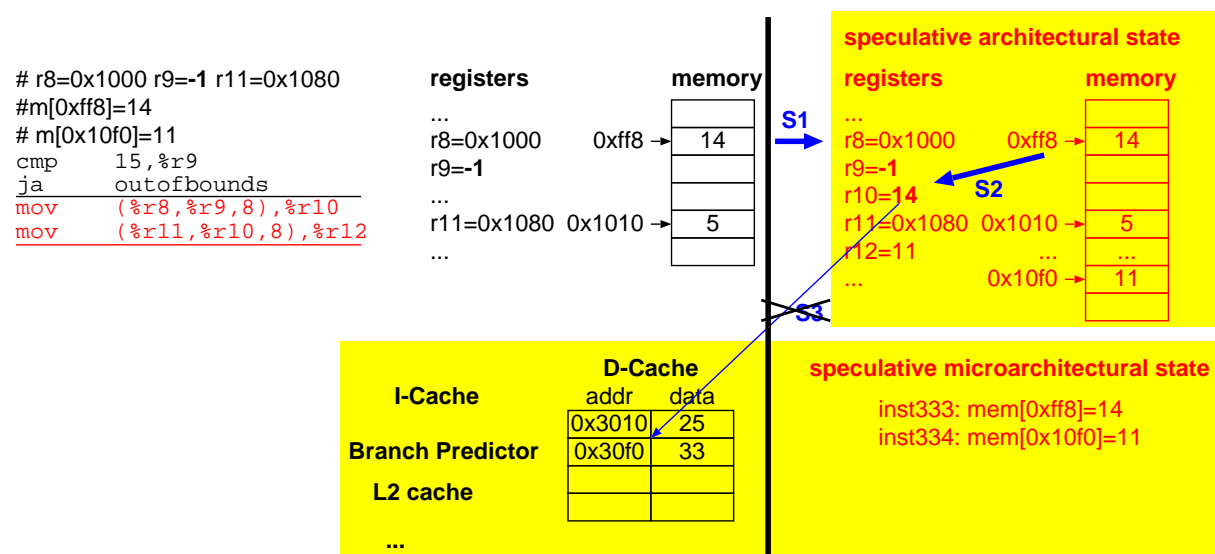 speculative architectural state
# r8=0x1000 r9=-1 r11=0x1080
#m[0xff8]=14
# m[0x10f0]=11
cmp 15,%r9
ja outofbounds
mov (%r8,%r9,8),%r10
mov (%r11,%r10,8),%r12
registers memory
...
r8=0x1000 0xff8 14
r9=-1
...
r11=0x1080 0x1010 5
...
S1
registers memory
...
r8=0x1000 0xff8 14
r9=-1
S2
r10=14
r11=0x1080 0x1010 5
r12=11 ... ...
... 0x10f0 11
S3
D-Cache
I-Cache addr data
0x3010 25
Branch Predictor 0x30f0 33
L2 cache
...
speculative microarchitectural state
inst333: mem[0xff8]=14
inst334: mem[0x10f0]=11